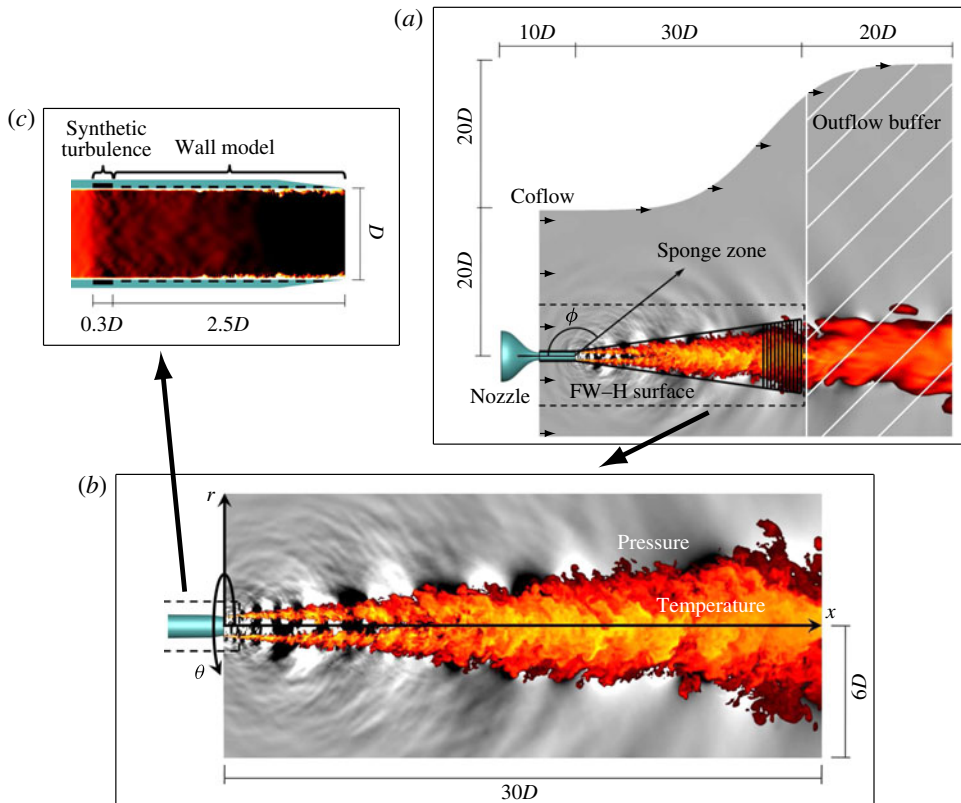 (a)
10D
30D
20D
20D
20D
Outflow buffer
Coflow
Sponge zone
ϕ
FW–H surface
Nozzle
(c)
Synthetic
turbulence
Wall model
D
0.3D
2.5D
(b)
r
Pressure
Temperature
x
θ
6D
30D